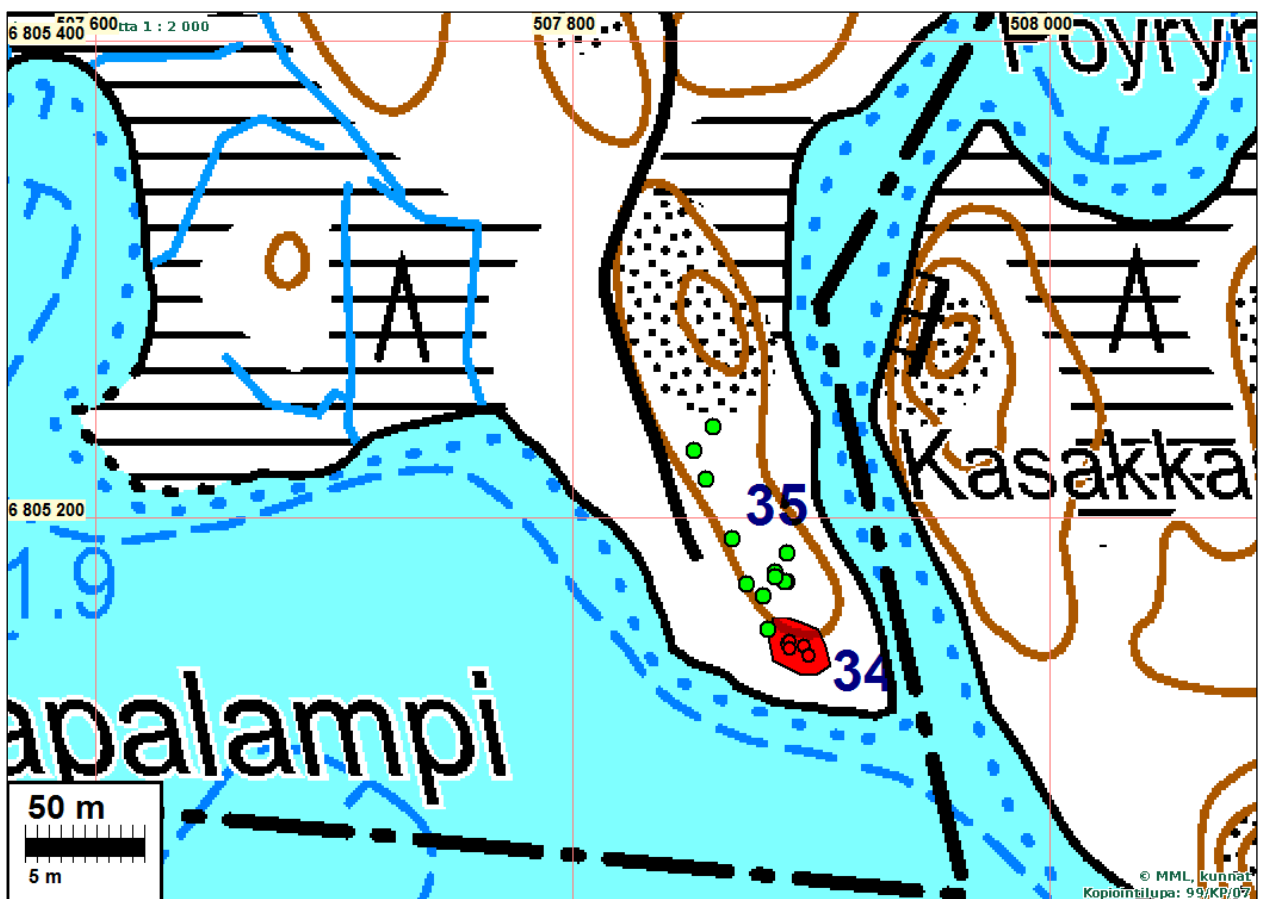 507 600
tta 1 : 2 000
507 800
508 000
6 805 400
35
Kasakka
6 805 200
1.9
34
apalampi
50 m
5 m
© MML, kunnat
Kopiointilupa: 99/KP/07